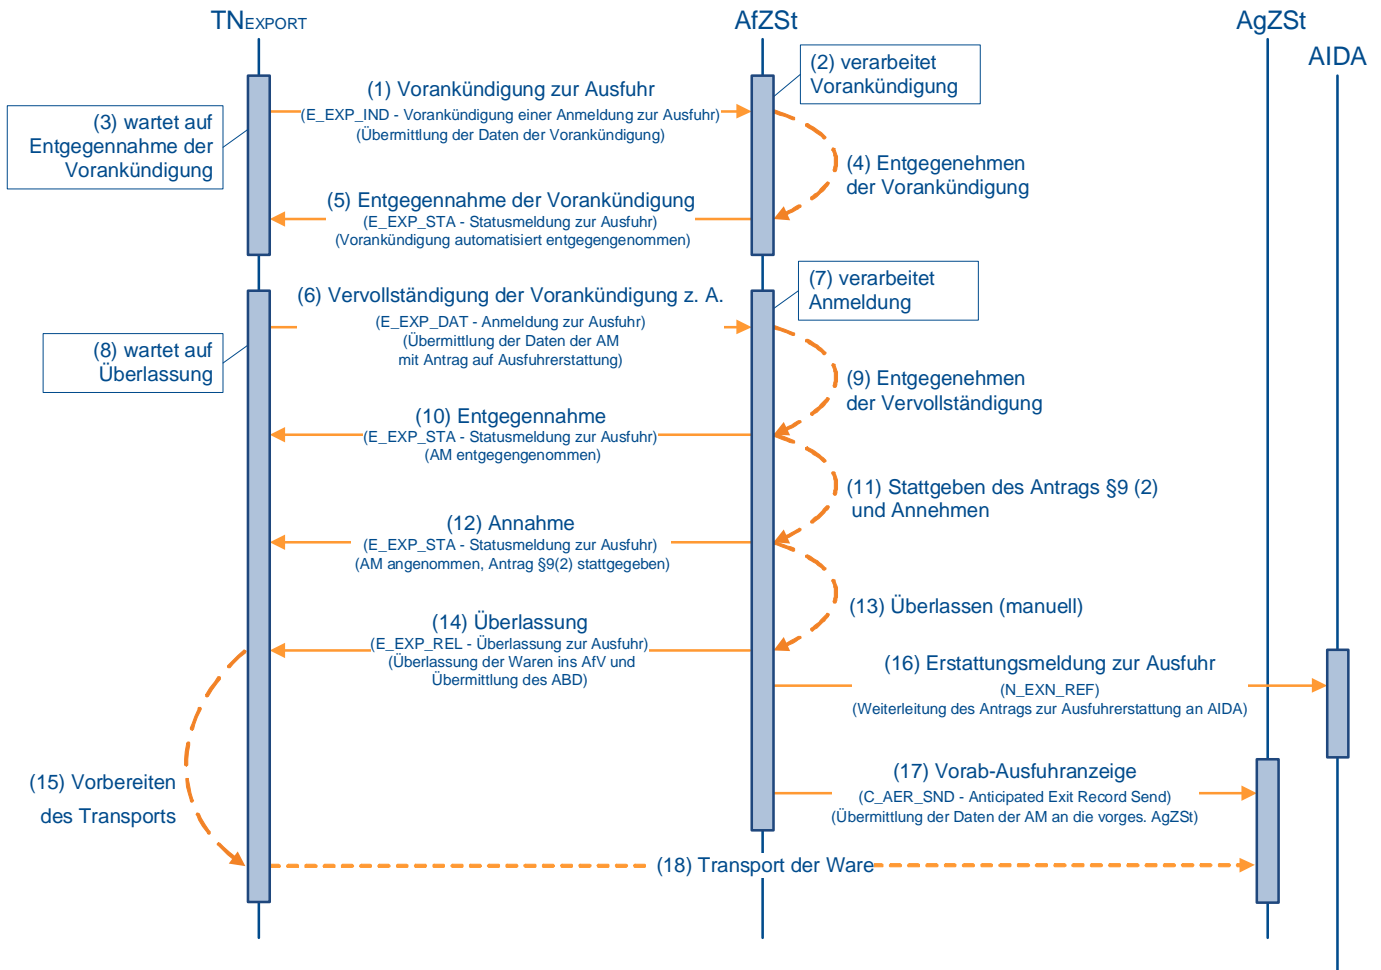 TNEXPORT
AfZSt
AgZSt
AIDA
(1) Vorankündigung zur Ausfuhr
(E_EXP_IND - Vorankündigung einer Anmeldung zur Ausfuhr)
(Übermittlung der Daten der Vorankündigung)
(2) verarbeitet
Vorankündigung
(3) wartet auf
Entgegennahme der
Vorankündigung
(4) Entgegenehmen
der Vorankündigung
(5) Entgegennahme der Vorankündigung
(E_EXP_STA - Statusmeldung zur Ausfuhr)
(Vorankündigung automatisiert entgegengenommen)
(6) Vervollständigung der Vorankündigung z. A.
(E_EXP_DAT - Anmeldung zur Ausfuhr)
(Übermittlung der Daten der AM
mit Antrag auf Ausfuhrerstattung)
(7) verarbeitet
Anmeldung
(8) wartet auf
Überlassung
(9) Entgegenehmen
der Vervollständigung
(10) Entgegennahme
(E_EXP_STA - Statusmeldung zur Ausfuhr)
(AM entgegengenommen)
(11) Stattgeben des Antrags §9 (2)
und Annehmen
(12) Annahme
(E_EXP_STA - Statusmeldung zur Ausfuhr)
(AM angenommen, Antrag §9(2) stattgegeben)
(13) Überlassen (manuell)
(14) Überlassung
(E_EXP_REL - Überlassung zur Ausfuhr)
(Überlassung der Waren ins AfV und
Übermittlung des ABD)
(16) Erstattungsmeldung zur Ausfuhr
(N_EXN_REF)
(Weiterleitung des Antrags zur Ausfuhrerstattung an AIDA)
(15) Vorbereiten
des Transports
(17) Vorab-Ausfuhranzeige
(C_AER_SND - Anticipated Exit Record Send)
(Übermittlung der Daten der AM an die vorges. AgZSt)
(18) Transport der Ware